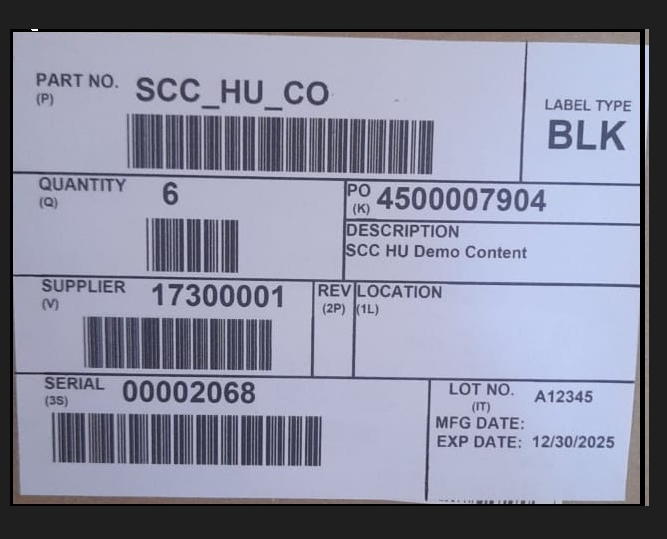 PART NO. SCC_HU_CO
(P)
LABEL TYPE
BLK
QUANTITY 6
(Q)
PO 4500007904
(K)
DESCRIPTION
SCC HU Demo Content
SUPPLIER 17300001
(V)
REV
(2P)
LOCATION
(1L)
SERIAL 00002068
(3S)
LOT NO. A12345
(IT)
MFG DATE:
EXP DATE: 12/30/2025